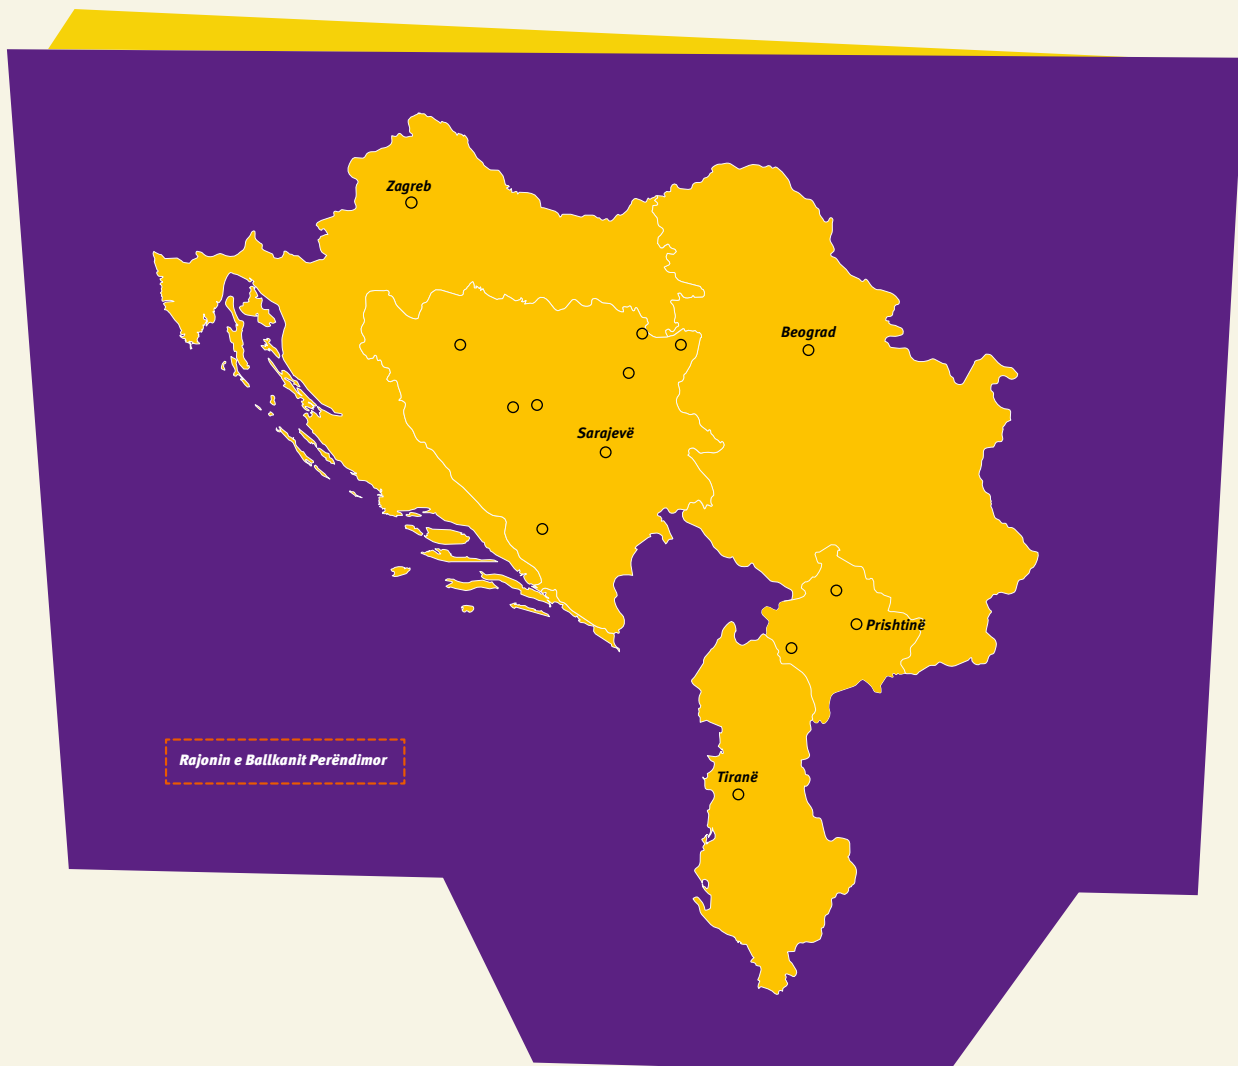 Zagreb
Beograd
Sarajevë
Prishtinë
Rajonin e Ballkanit Perëndimor
Tiranë